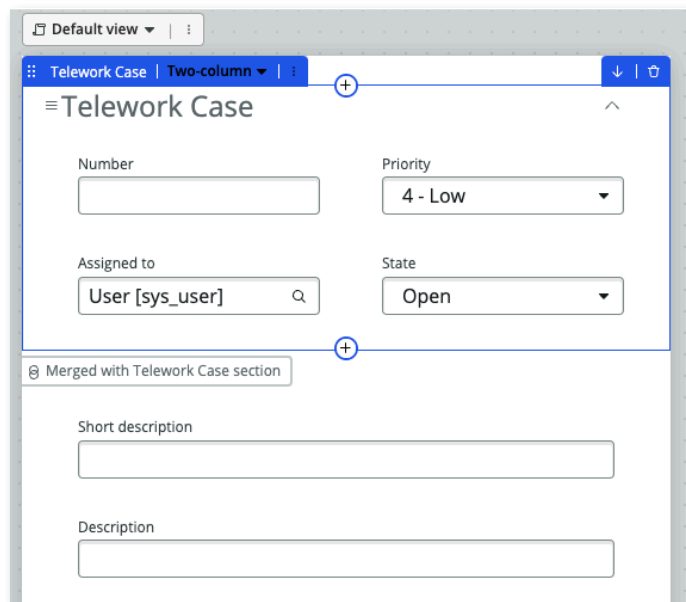 Default view
Telework Case | Two-column
Telework Case
Number
Priority
4 - Low
Assigned to
State
User [sys_user]
Open
Merged with Telework Case section
Short description
Description